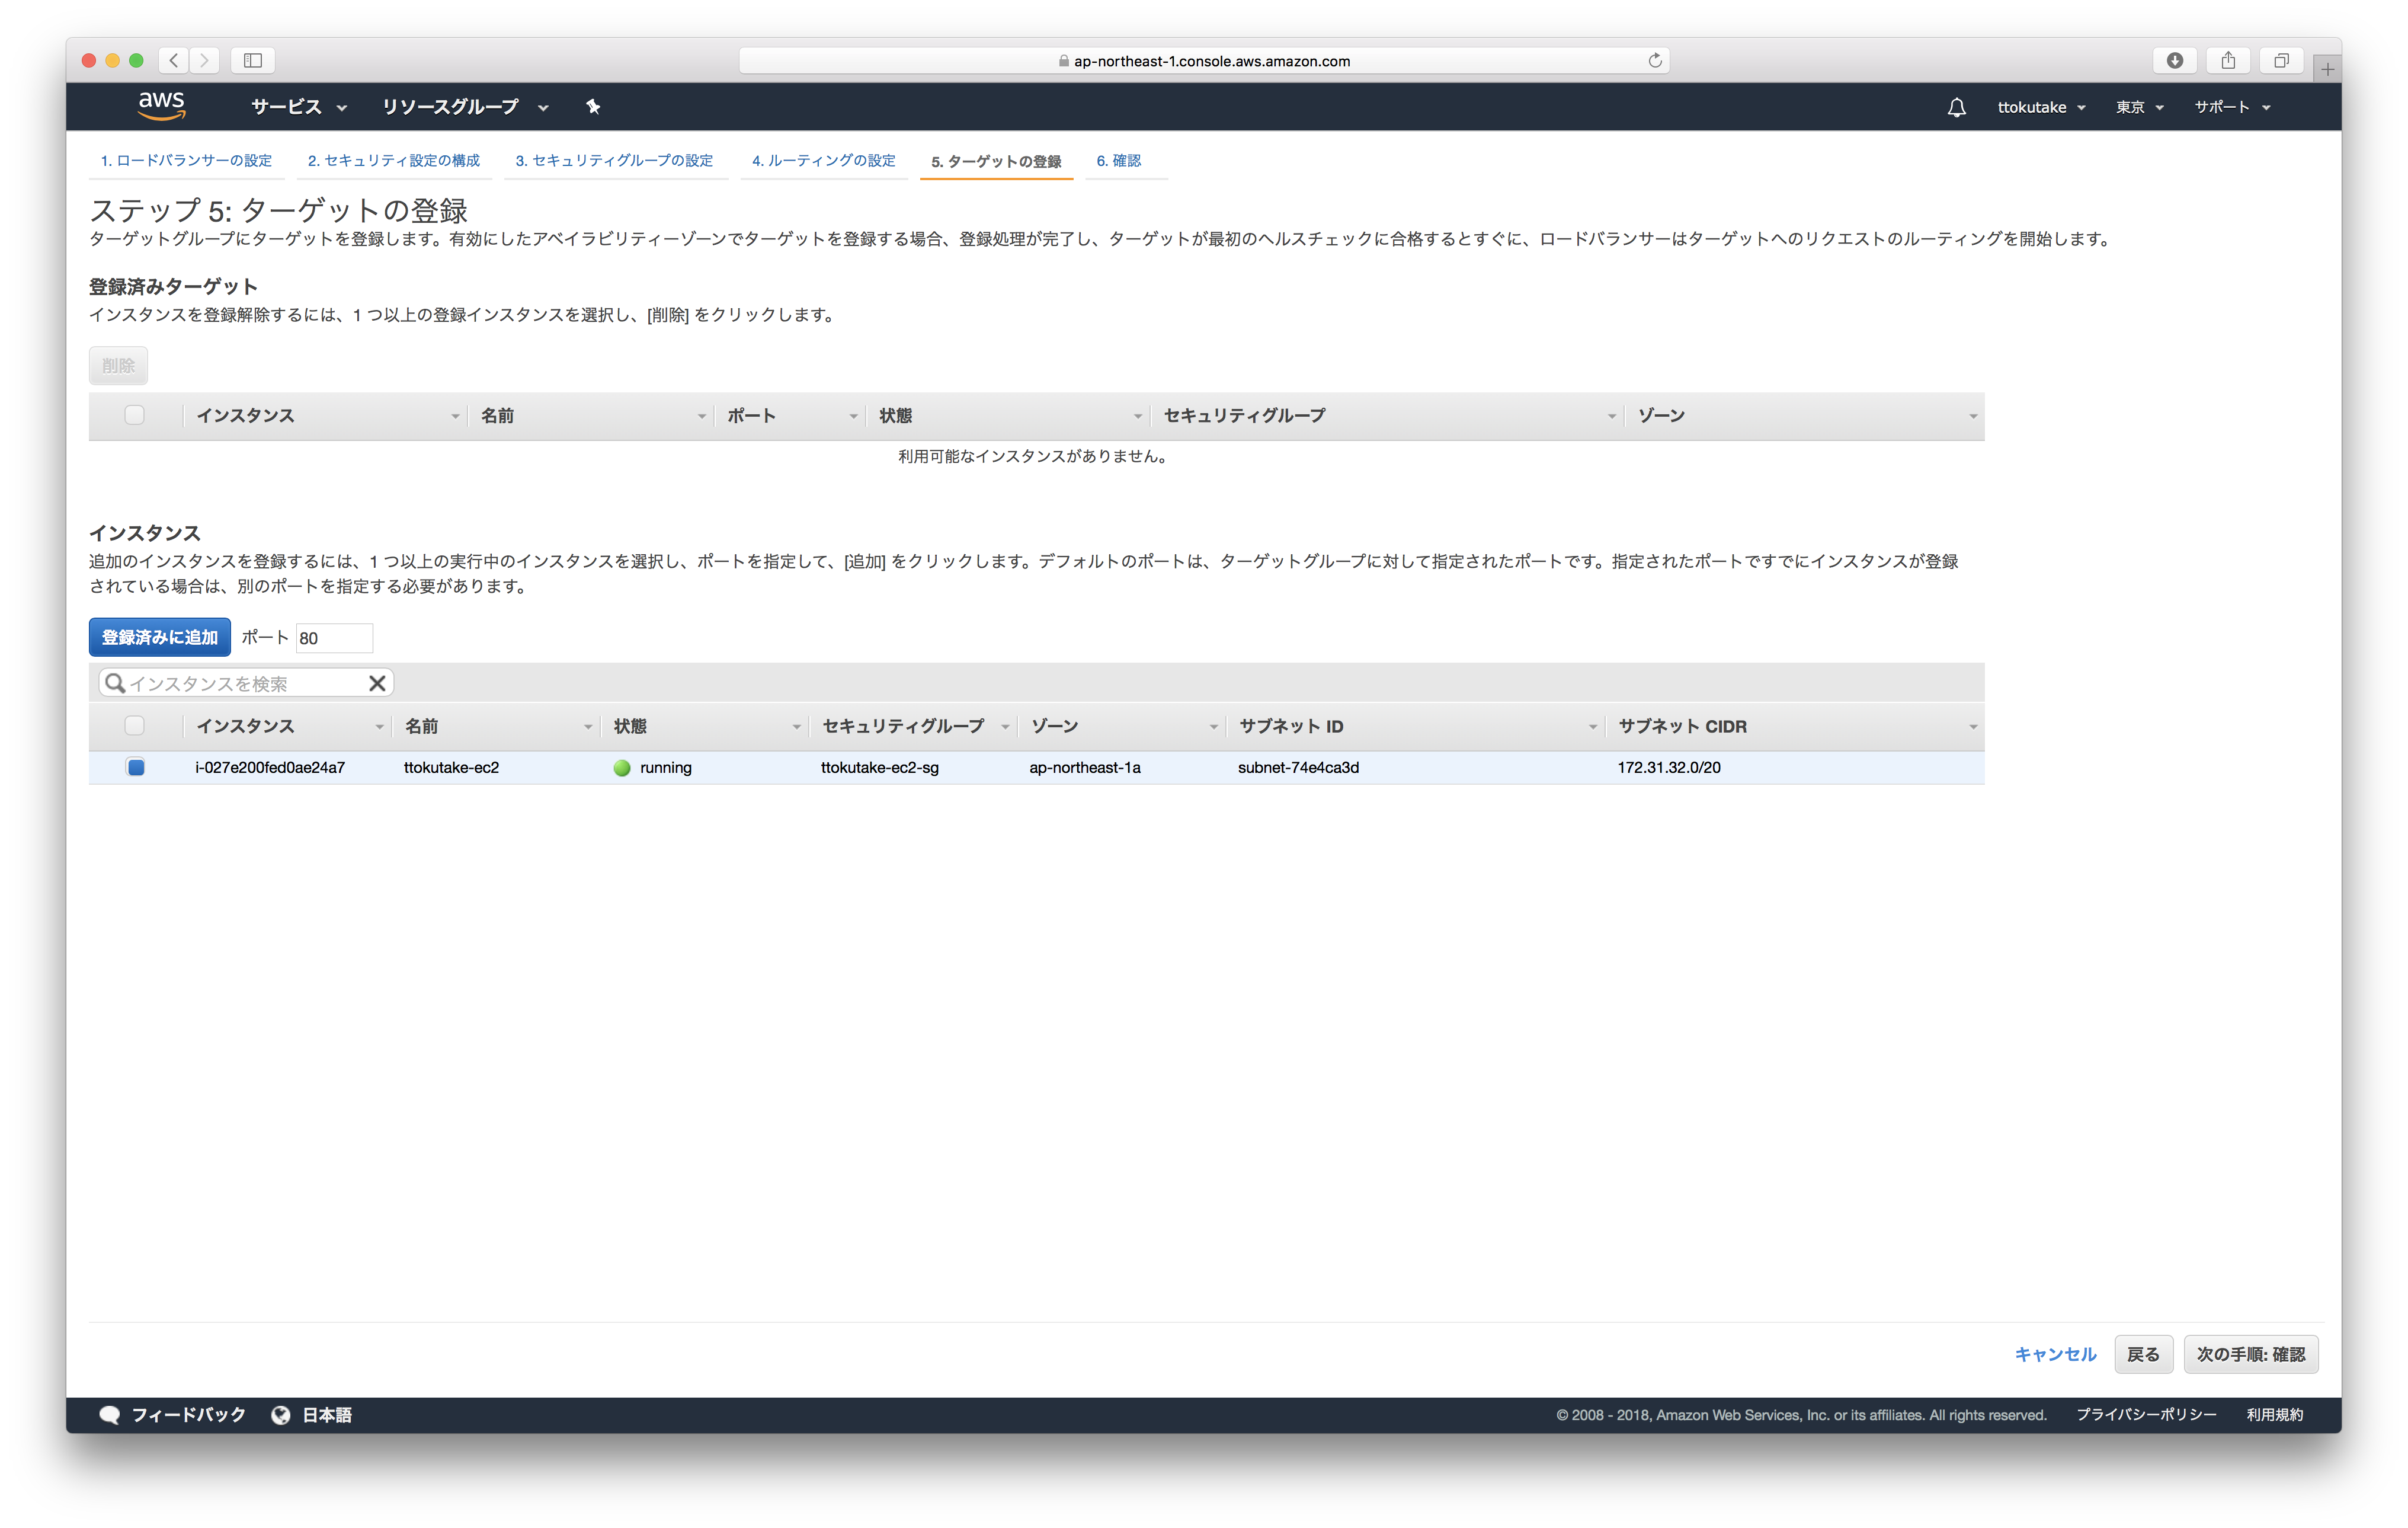 ap-northeast-1.console.aws.amazon.com
aws サービス リソースグループ ttokutake 東京 サポート
1. ロードバランサーの設定 2. セキュリティ設定の構成 3. セキュリティグループの設定 4. ルーティングの設定 5. ターゲットの登録 6. 確認
ステップ 5: ターゲットの登録
ターゲットグループにターゲットを登録します。有効にしたアベイラビリティーゾーンでターゲットを登録する場合、登録処理が完了し、ターゲットが最初のヘルスチェックに合格するとすぐに、ロードバランサーはターゲットへのリクエストのルーティングを開始します。
登録済みターゲット
インスタンスを登録解除するには、1 つ以上の登録インスタンスを選択し、[削除] をクリックします。
削除
インスタンス 名前 ポート 状態 セキュリティグループ ゾーン
利用可能なインスタンスがありません。
インスタンス
追加のインスタンスを登録するには、1 つ以上の実行中のインスタンスを選択し、ポートを指定して、[追加] をクリックします。デフォルトのポートは、ターゲットグループに対して指定されたポートです。指定されたポートですでにインスタンスが登録
されている場合は、別のポートを指定する必要があります。
登録済みに追加 ポート 80
インスタンスを検索
インスタンス 名前 状態 セキュリティグループ ゾーン サブネット ID サブネット CIDR
i-027e200fed0ae24a7 ttokutake-ec2 running ttokutake-ec2-sg ap-northeast-1a subnet-74e4ca3d 172.31.32.0/20
キャンセル 戻る 次の手順: 確認
フィードバック 日本語 © 2008 - 2018, Amazon Web Services, Inc. or its affiliates. All rights reserved. プライバシーポリシー 利用規約